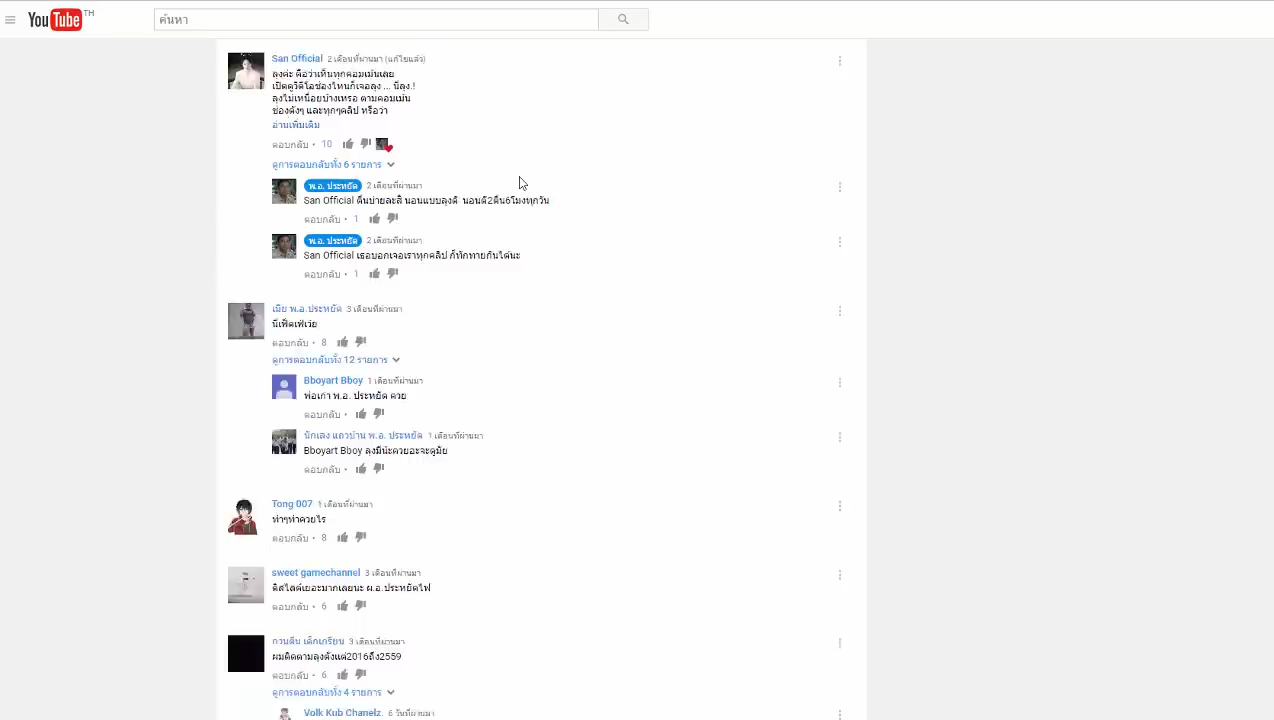 YouTube TH
ค้นหา
San Official 2 เดือนที่ผ่านมา (แก้ไขแล้ว)
ลุงค่ะ คือว่าเห็นทุกคอมเม้นเลย
เปิดดูวิดีโอช่องไหนก็เจอลุง ... นี่ลุง.!
ลุงไม่เหนื่อยบ้างเหรอ ตามคอมเม้น
ช่องดังๆ และทุกๆคลิป หรือว่า
อ่านเพิ่มเติม
ตอบกลับ • 10
ดูการตอบกลับทั้ง 6 รายการ
พ.อ. ประหยัด 2 เดือนที่ผ่านมา
San Official ตื่นบ่ายละสิ นอนแบบลุงดิ นอนตี2ตื่น6โมงทุกวัน
ตอบกลับ • 1
พ.อ. ประหยัด 2 เดือนที่ผ่านมา
San Official เธอบอกเจอเราทุกคลิป ก็ทักทายกันได้นะ
ตอบกลับ • 1
เมีย พ.อ.ประหยัด 3 เดือนที่ผ่านมา
นี่เฟ็ดเฟ่เว่ย
ตอบกลับ • 8
ดูการตอบกลับทั้ง 12 รายการ
Bboyart Bboy 1 เดือนที่ผ่านมา
พ่อเก่า พ.อ. ประหยัด ควย
ตอบกลับ •
นักเลง แถวบ้าน พ.อ. ประหยัด 1 เดือนที่ผ่านมา
Bboyart Bboy ลุงมีน๊ะควยอะจะดูมัย
ตอบกลับ •
Tong 007 1 เดือนที่ผ่านมา
ท่าๆท่าควยไร
ตอบกลับ • 8
sweet gamechannel 3 เดือนที่ผ่านมา
ดิสไลค์เยอะมากเลยนะ ผ.อ.ประหยัดไฟ
ตอบกลับ • 6
กวนตีน เด็กเกรียน 3 เดือนที่ผ่านมา
ผมติดตามลุงตั้งแต่2016ถึง2559
ตอบกลับ • 6
ดูการตอบกลับทั้ง 4 รายการ
Volk Kub Chanelz. 6 วันที่ผ่านมา